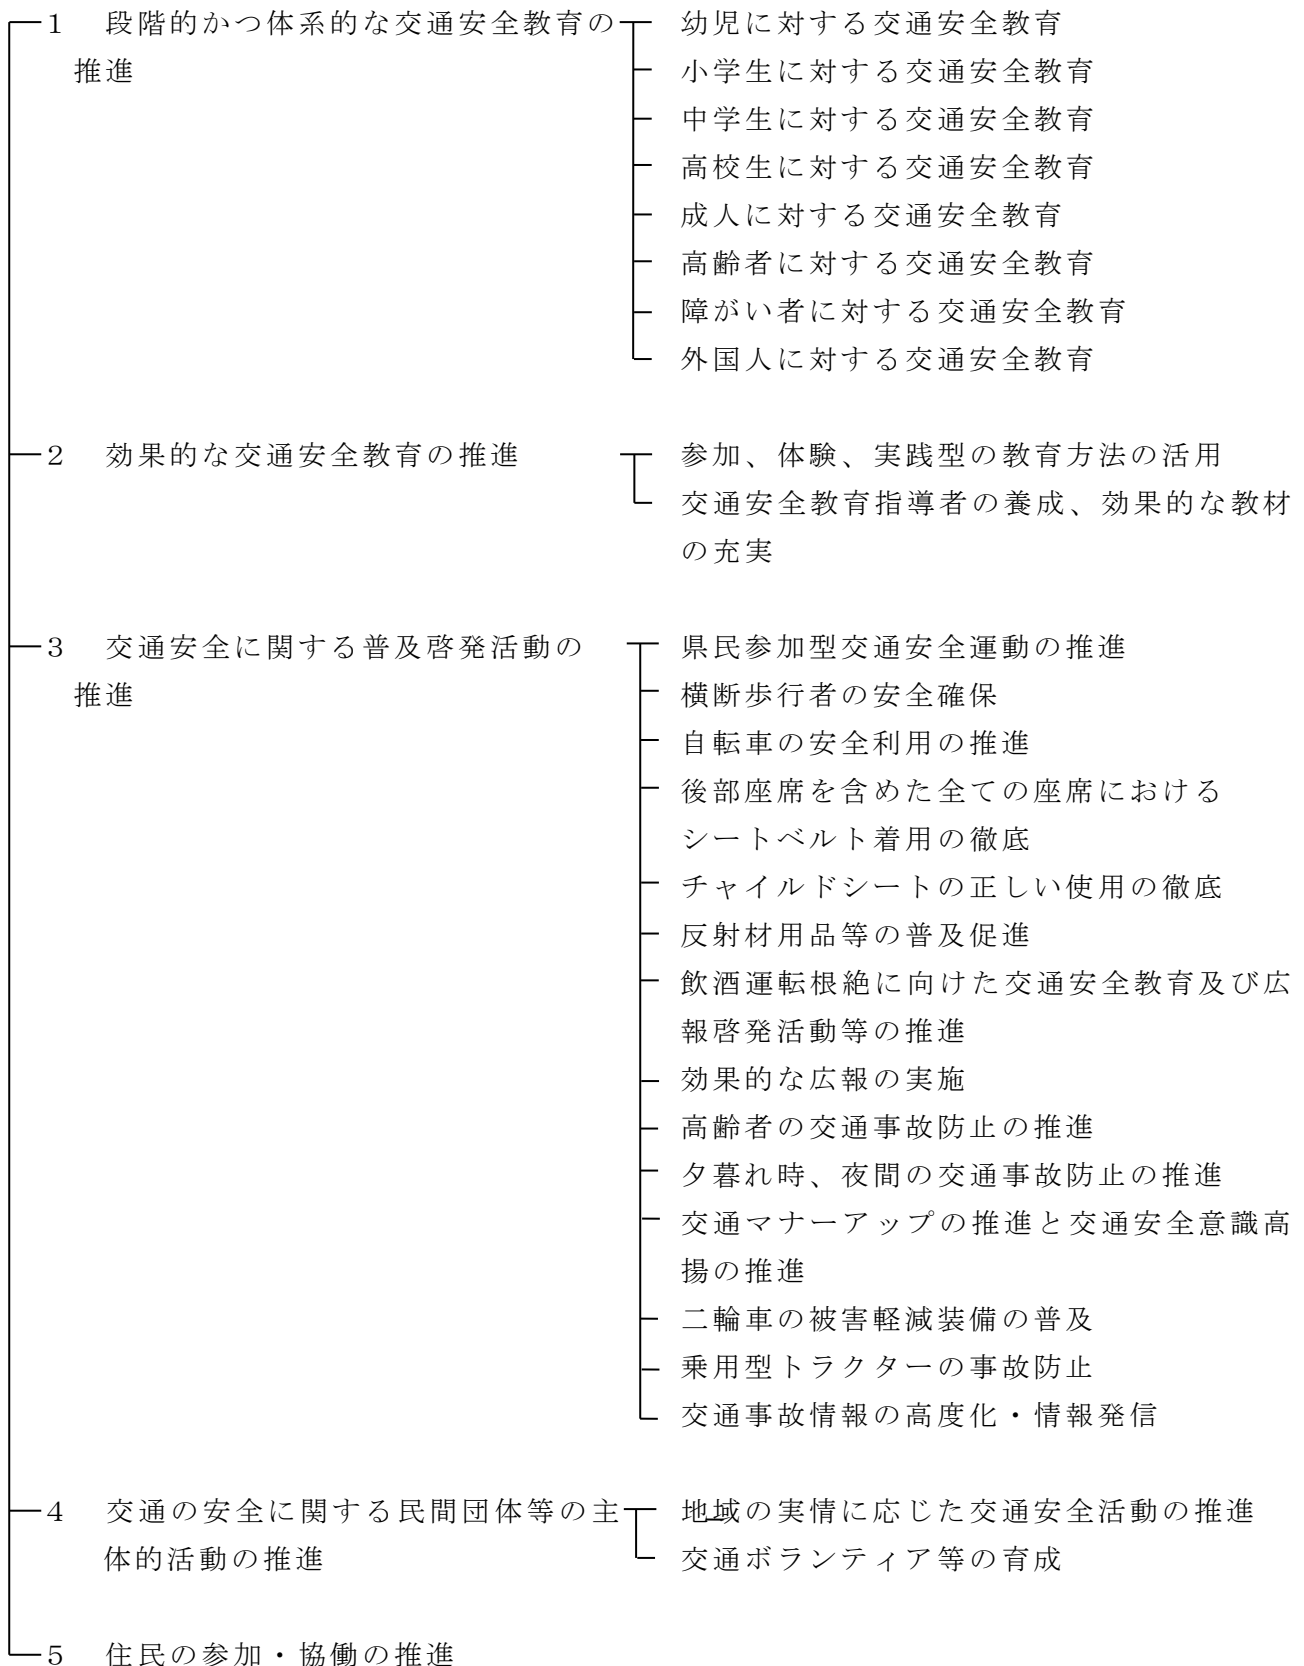 １　段階的かつ体系的な交通安全教育の
推進
幼児に対する交通安全教育
小学生に対する交通安全教育
中学生に対する交通安全教育
高校生に対する交通安全教育
成人に対する交通安全教育
高齢者に対する交通安全教育
障がい者に対する交通安全教育
外国人に対する交通安全教育
２　効果的な交通安全教育の推進
参加、体験、実践型の教育方法の活用
交通安全教育指導者の養成、効果的な教材
の充実
３　交通安全に関する普及啓発活動の
推進
県民参加型交通安全運動の推進
横断歩行者の安全確保
自転車の安全利用の推進
後部座席を含めた全ての座席における
シートベルト着用の徹底
チャイルドシートの正しい使用の徹底
反射材用品等の普及促進
飲酒運転根絶に向けた交通安全教育及び広
報啓発活動等の推進
効果的な広報の実施
高齢者の交通事故防止の推進
夕暮れ時、夜間の交通事故防止の推進
交通マナーアップの推進と交通安全意識高
揚の推進
二輪車の被害軽減装備の普及
乗用型トラクターの事故防止
交通事故情報の高度化・情報発信
４　交通の安全に関する民間団体等の主
体的活動の推進
地域の実情に応じた交通安全活動の推進
交通ボランティア等の育成
５　住民の参加・協働の推進